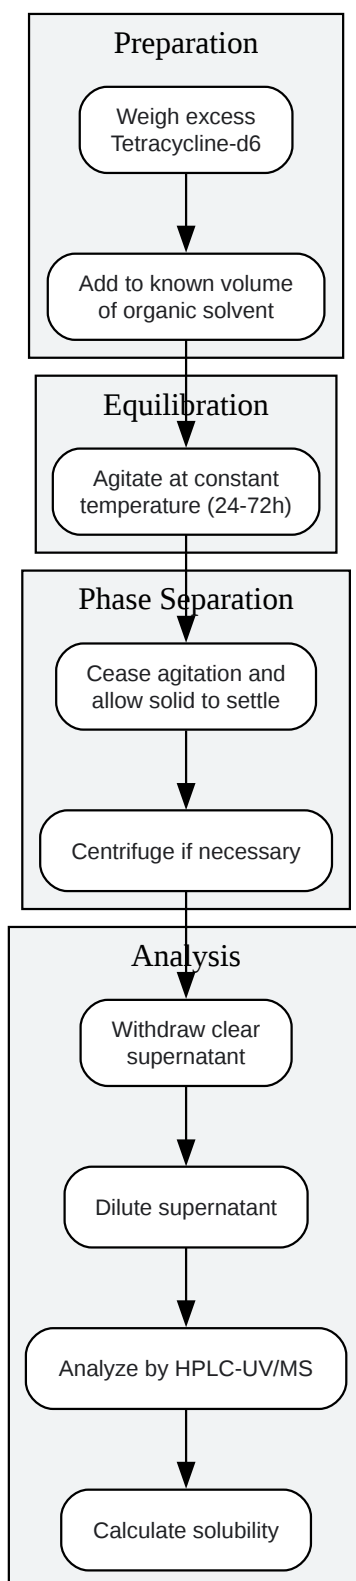 Preparation
Weigh excess
Tetracycline-d6
Add to known volume
of organic solvent
Equilibration
Agitate at constant
temperature (24-72h)
Phase Separation
Cease agitation and
allow solid to settle
Centrifuge if necessary
Analysis
Withdraw clear
supernatant
Dilute supernatant
Analyze by HPLC-UV/MS
Calculate solubility